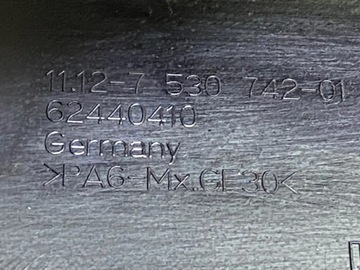 11.12-7 530 742-01
62440410
Germany
>PA6-Mx.GF30<